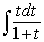 ∫ tdt/(1+t)